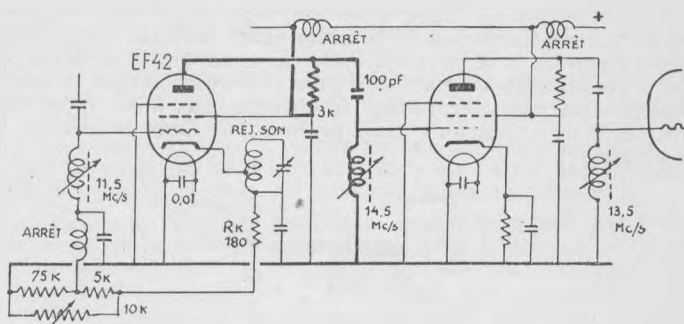 ARRÊT
ARRÊT
+
EF42
100 pf
3K
REJ. SON
11,5
Mc/s
0,01
14,5
Mc/s
13,5
Mc/s
ARRÊT
RK
180
75 K
5K
10K